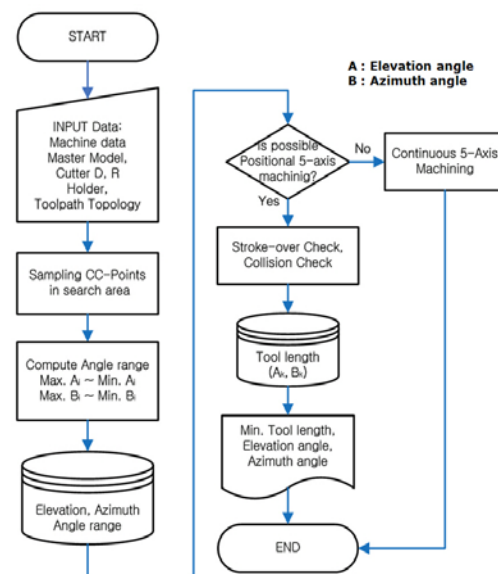 START
INPUT Data:
Machine data
Master Model,
Cutter D, R
Holder,
Toolpath Topology
Sampling CC-Points
in search area
Compute Angle range
Max. Aᵢ ~ Min. Aᵢ
Max. Bᵢ ~ Min. Bᵢ
Elevation, Azimuth
Angle range
A : Elevation angle
B : Azimuth angle
Is possible
Positional 5-axis
machinig?
No
Yes
Continuous 5-Axis
Machining
Stroke-over Check,
Collision Check
Tool length
(Aₖ, Bₖ)
Min. Tool length,
Elevation angle,
Azimuth angle
END